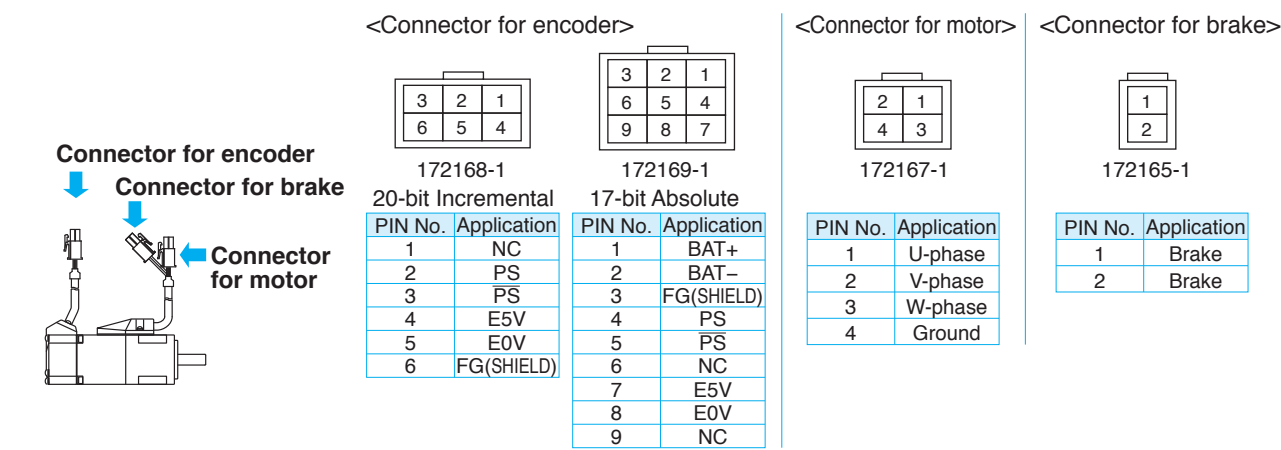 <Connector for encoder>
<Connector for motor>
<Connector for brake>
Connector for encoder
Connector for brake
Connector
for motor
3 2 1
6 5 4
172168-1
20-bit Incremental
PIN No. Application
1 NC
2 PS
3 P̅S̅
4 E5V
5 E0V
6 FG(SHIELD)
3 2 1
6 5 4
9 8 7
172169-1
17-bit Absolute
PIN No. Application
1 BAT+
2 BAT−
3 FG(SHIELD)
4 PS
5 P̅S̅
6 NC
7 E5V
8 E0V
9 NC
2 1
4 3
172167-1
PIN No. Application
1 U-phase
2 V-phase
3 W-phase
4 Ground
1
2
172165-1
PIN No. Application
1 Brake
2 Brake